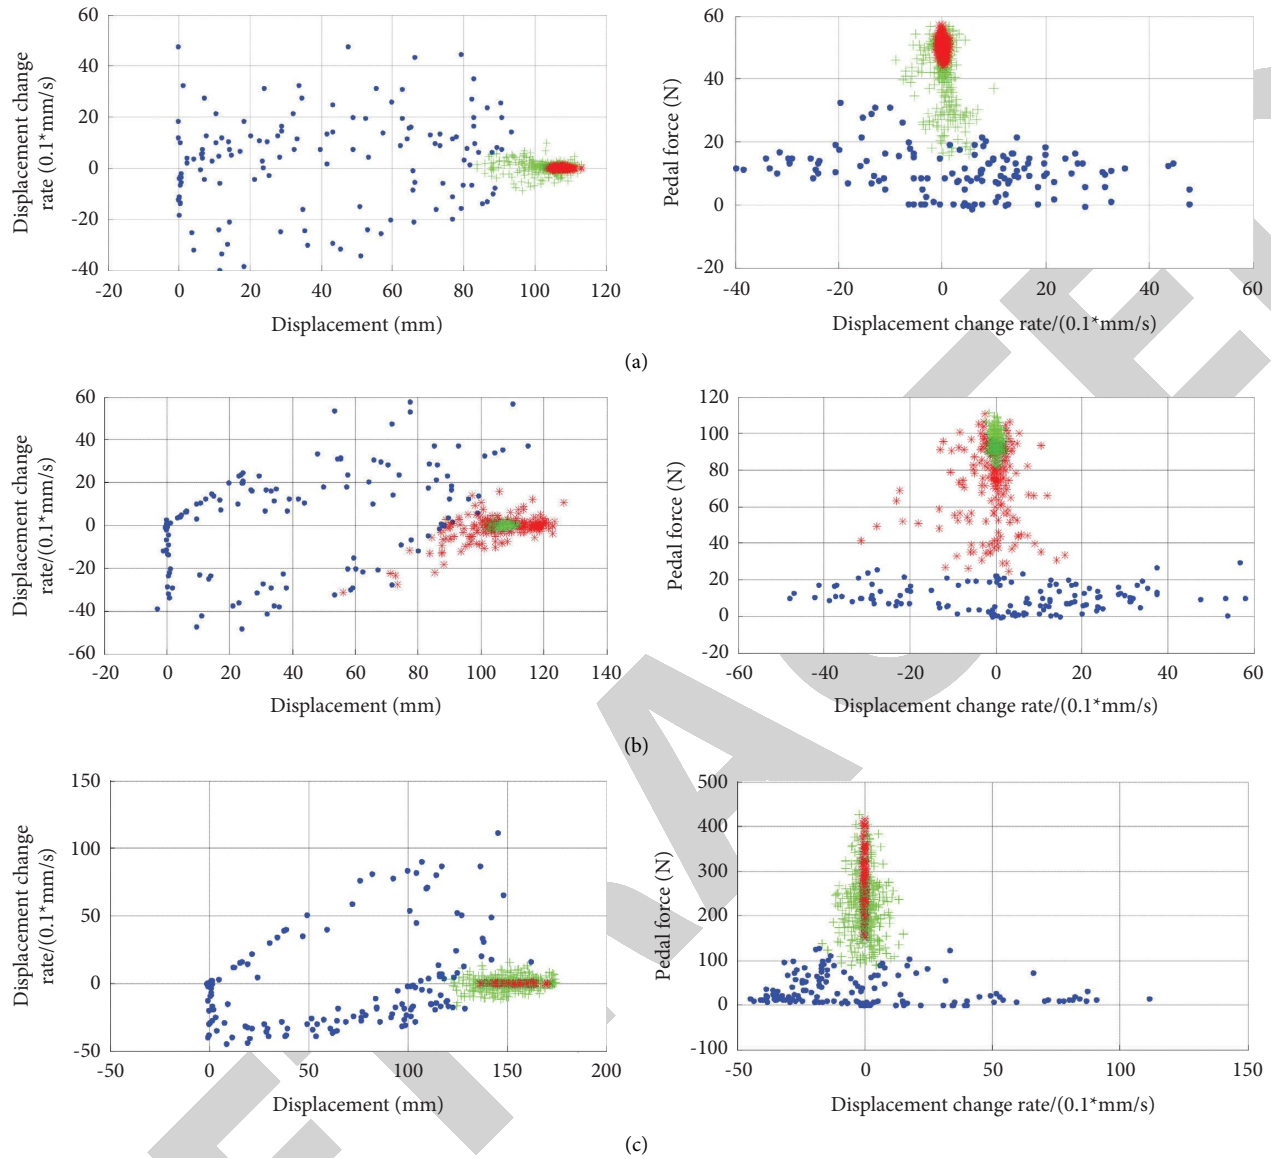 60
40
20
0
-20
-40
Displacement change
rate (0.1*mm/s)
-20 0 20 40 60 80 100 120
Displacement (mm)
60
40
20
0
-20
Pedal force (N)
-40 -20 0 20 40 60
Displacement change rate/(0.1*mm/s)
(a)
60
40
20
0
-20
-40
-60
Displacement change
rate/(0.1*mm/s)
-20 0 20 40 60 80 100 120 140
Displacement (mm)
120
100
80
60
40
20
0
-20
Pedal force (N)
-60 -40 -20 0 20 40 60
Displacement change rate/(0.1*mm/s)
(b)
150
100
50
0
-50
Displacement change
rate/(0.1*mm/s)
-50 0 50 100 150 200
Displacement (mm)
500
400
300
200
100
0
-100
Pedal force (N)
-50 0 50 100 150
Displacement change rate/(0.1*mm/s)
(c)